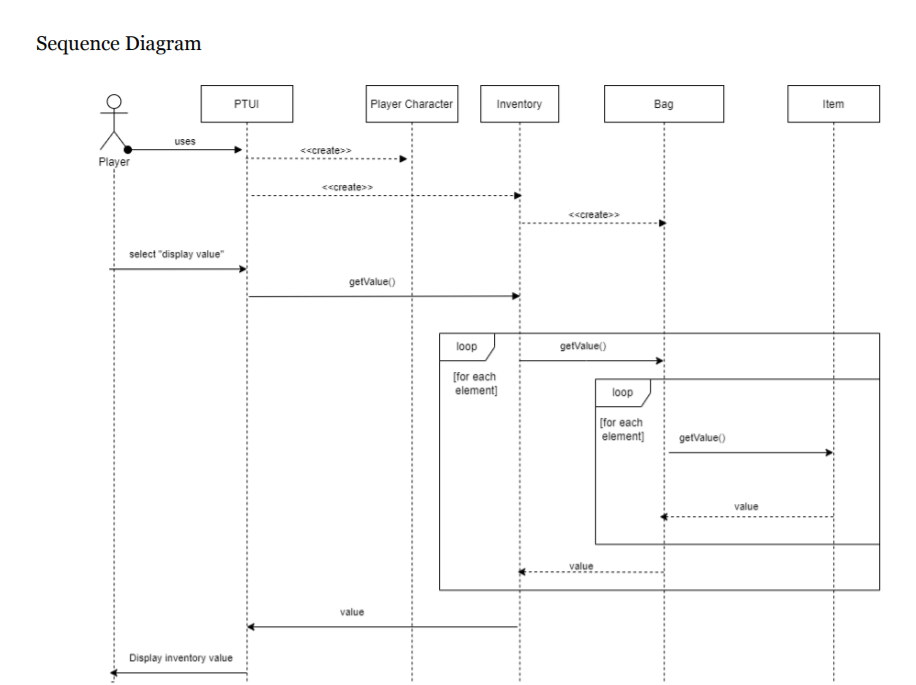 Sequence Diagram
PTUI
Player Character
Inventory
Bag
Item
Player
uses
<<create>>
<<create>>
<<create>>
select "display value"
getValue()
loop
getValue()
[for each
element]
loop
[for each
element]
getValue()
value
value
value
Display inventory value